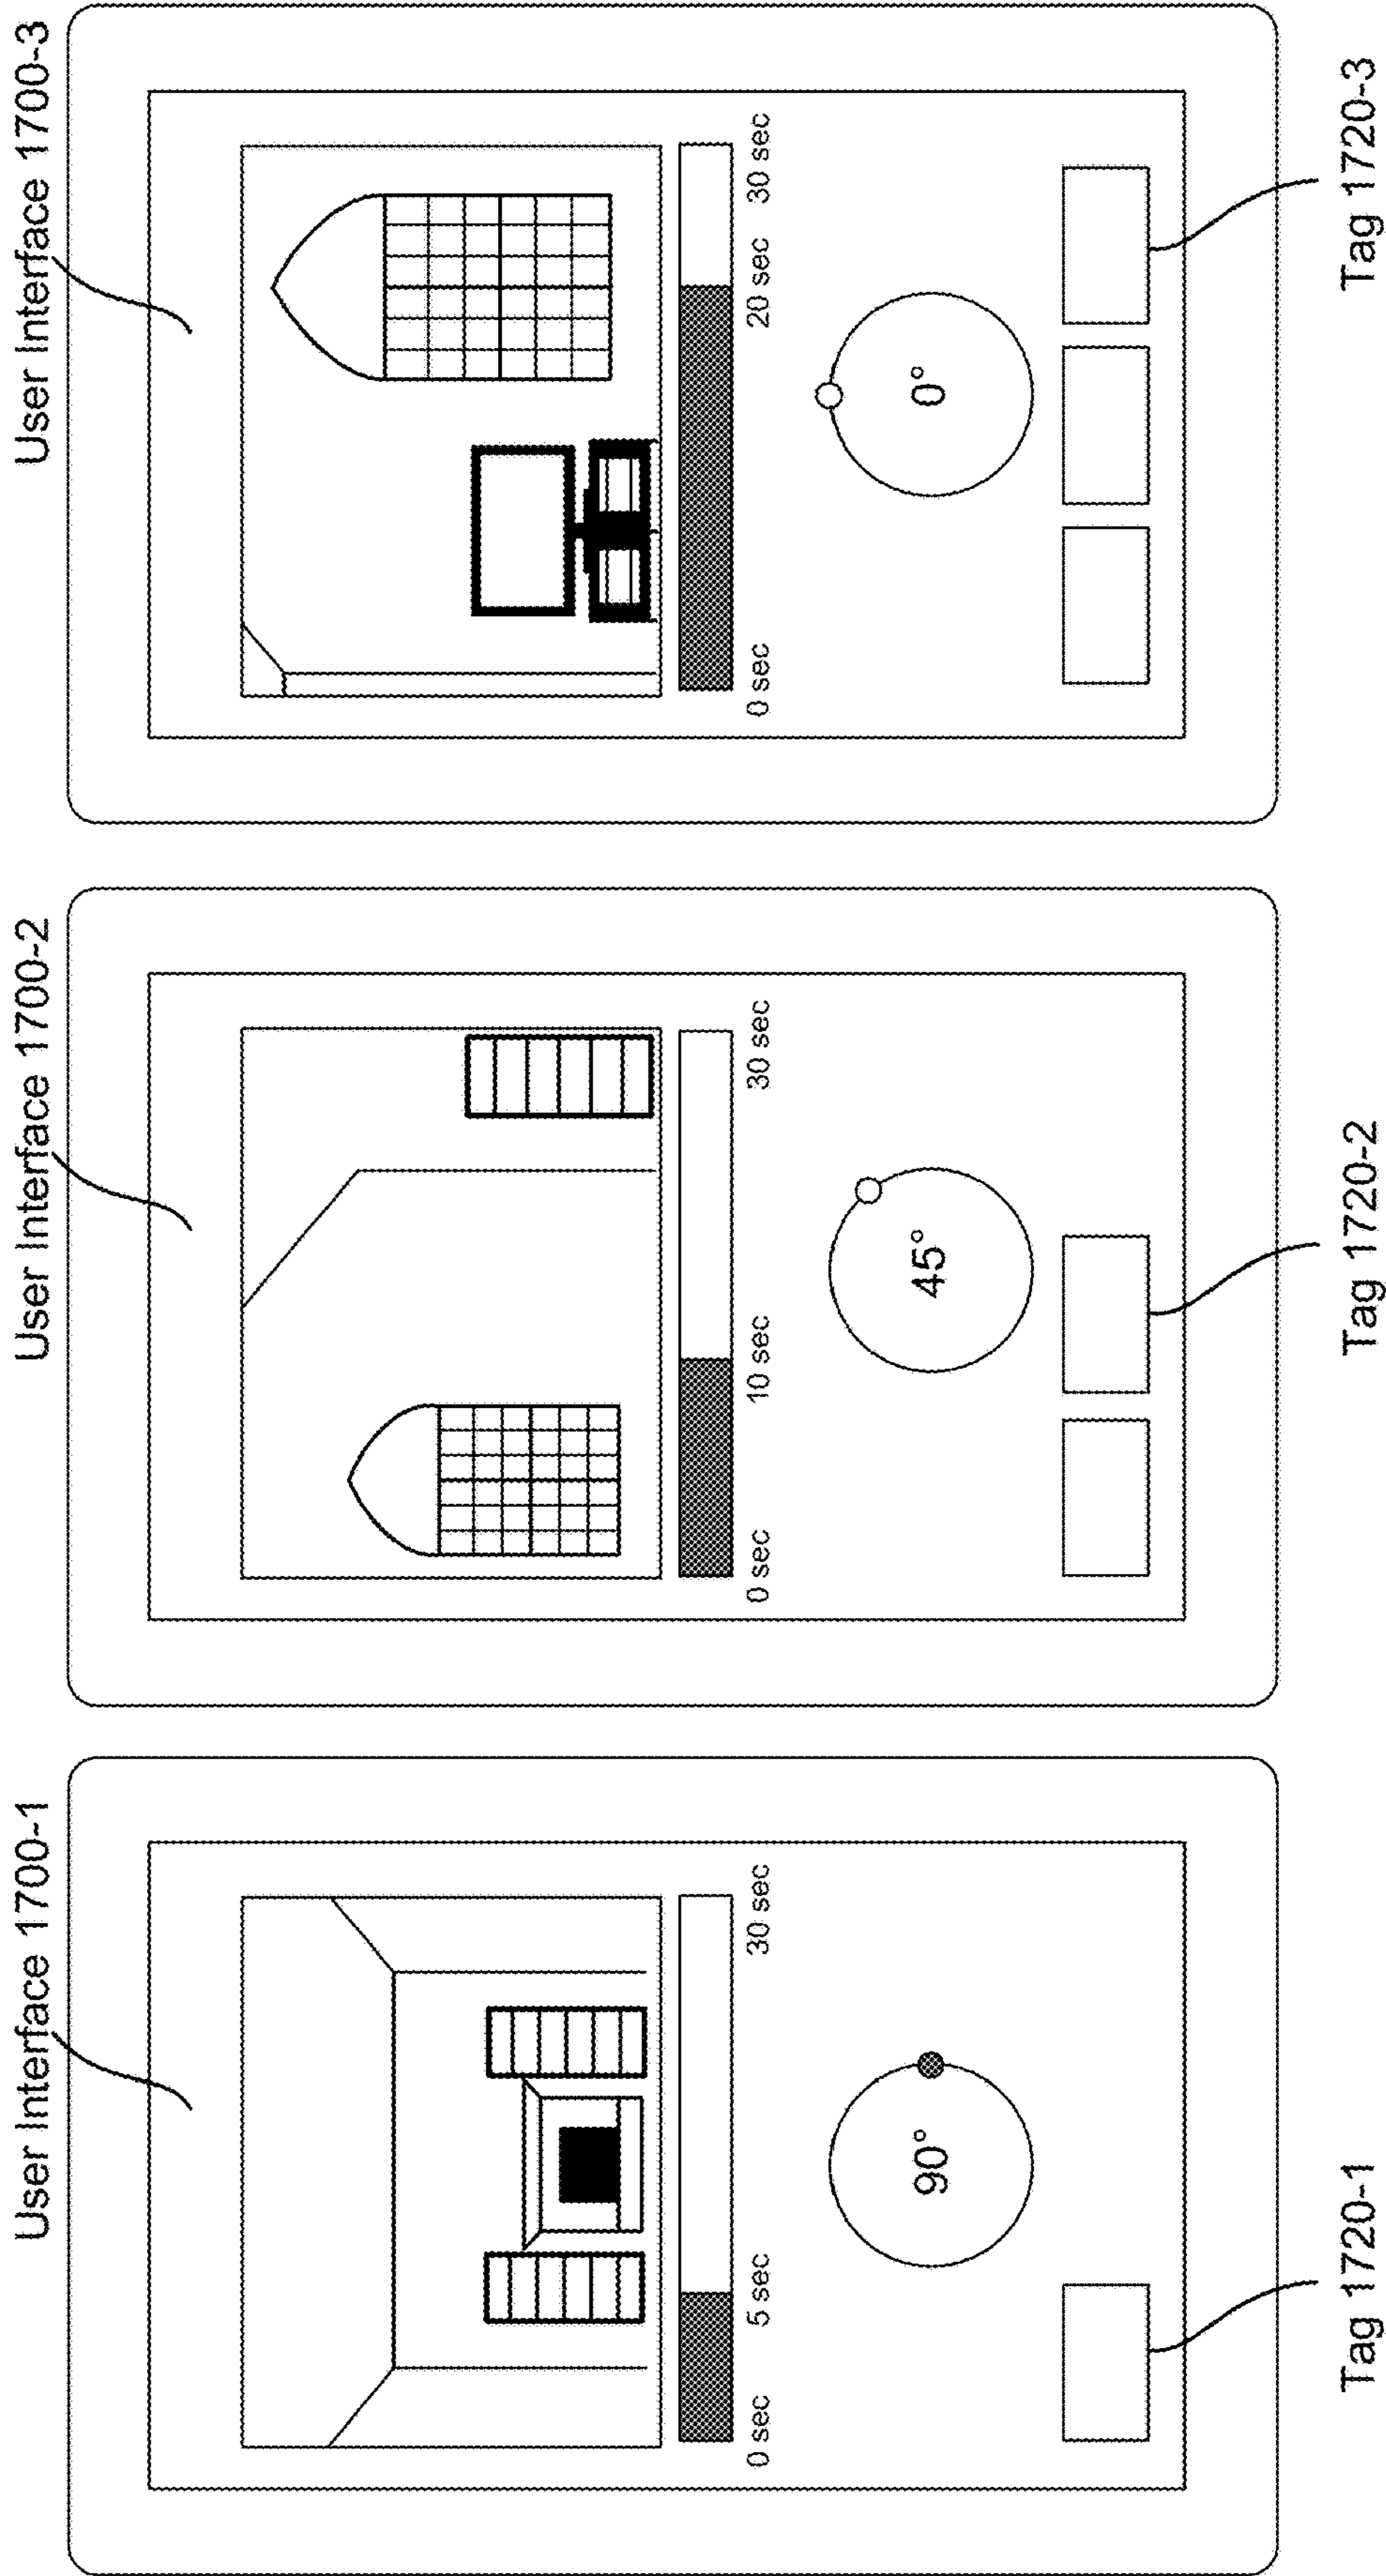 User Interface 1700-1
0 sec 5 sec 30 sec
90°
Tag 1720-1
User Interface 1700-2
0 sec 10 sec 30 sec
45°
Tag 1720-2
User Interface 1700-3
0 sec 20 sec 30 sec
0°
Tag 1720-3